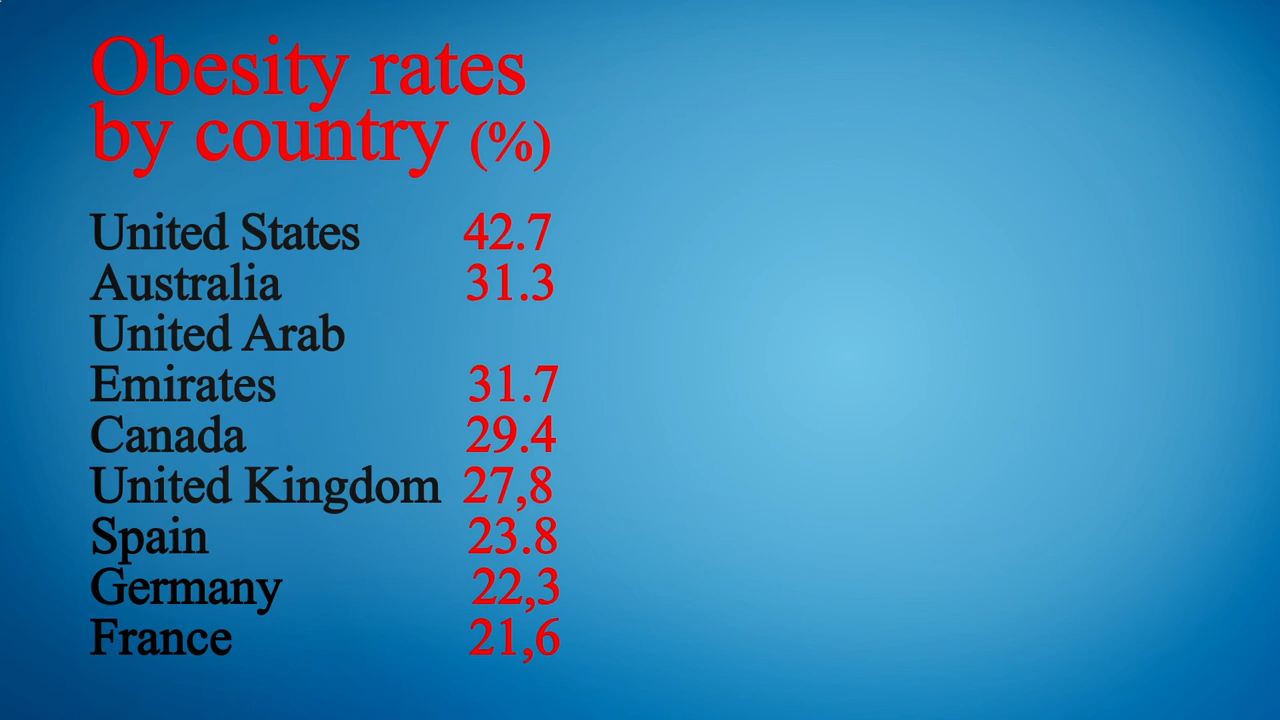 Obesity rates
by country (%)
United States 42.7
Australia 31.3
United Arab
Emirates 31.7
Canada 29.4
United Kingdom 27,8
Spain 23.8
Germany 22,3
France 21,6